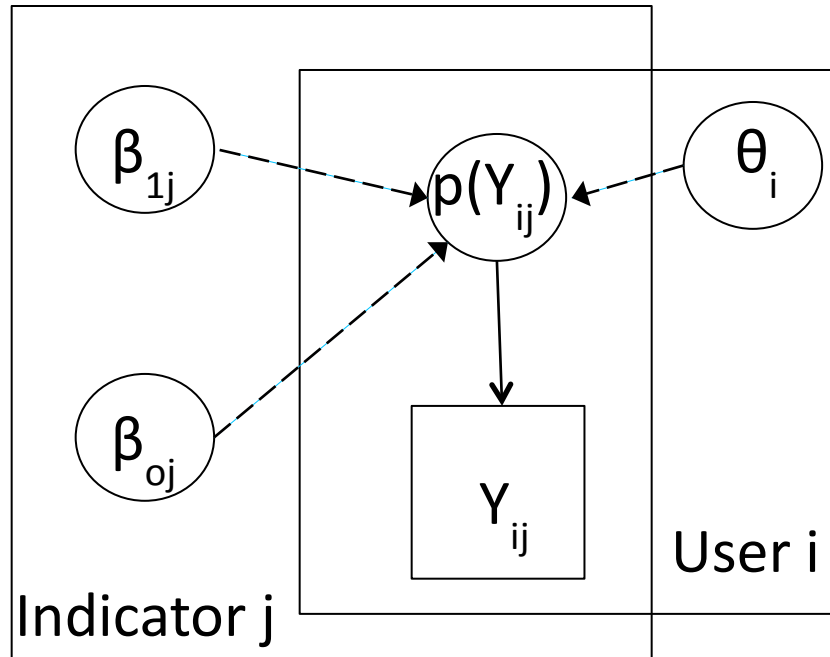 β1j
p(Yij)
θi
βoj
Yij
User i
Indicator j